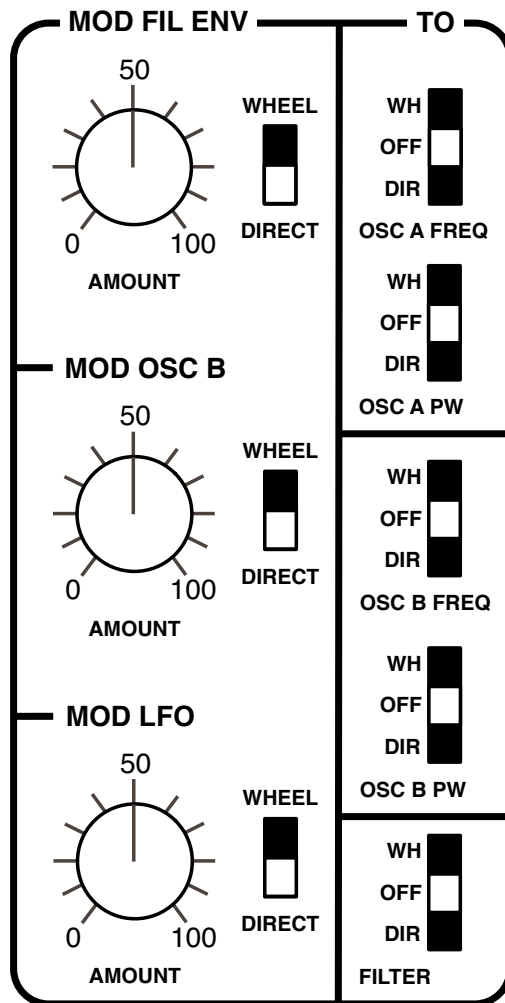 MOD FIL ENV
50
WHEEL
0
100
DIRECT
AMOUNT
MOD OSC B
50
WHEEL
0
100
DIRECT
AMOUNT
MOD LFO
50
WHEEL
0
100
DIRECT
AMOUNT
TO
WH
OFF
DIR
OSC A FREQ
WH
OFF
DIR
OSC A PW
WH
OFF
DIR
OSC B FREQ
WH
OFF
DIR
OSC B PW
WH
OFF
DIR
FILTER